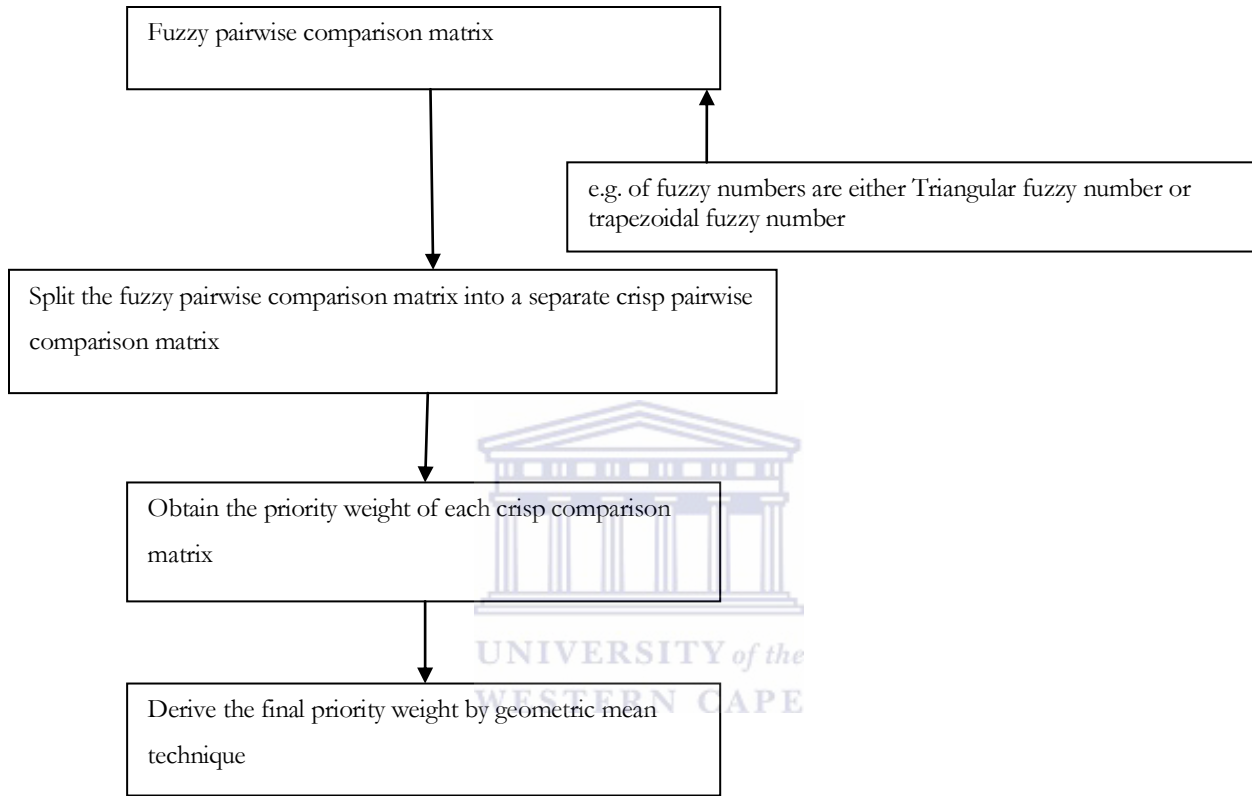 Fuzzy pairwise comparison matrix
e.g. of fuzzy numbers are either Triangular fuzzy number or
trapezoidal fuzzy number
Split the fuzzy pairwise comparison matrix into a separate crisp pairwise
comparison matrix
Obtain the priority weight of each crisp comparison
matrix
UNIVERSITY of the
WESTERN CAPE
Derive the final priority weight by geometric mean
technique